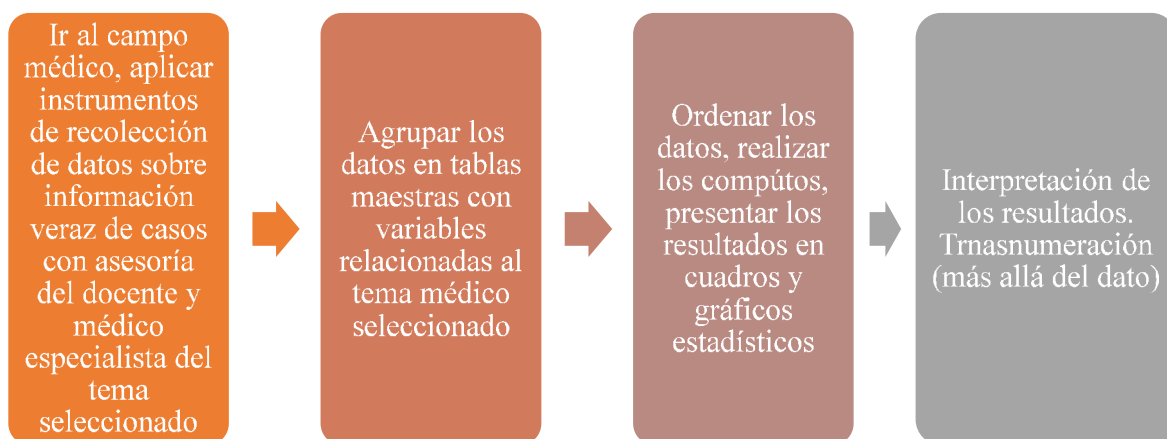 Ir al campo
médico, aplicar
instrumentos
de recolección
de datos sobre
información
veraz de casos
con asesoría
del docente y
médico
especialista del
tema
seleccionado
Agrupar los
datos en tablas
maestras con
variables
relacionadas al
tema médico
seleccionado
Ordenar los
datos, realizar
los compútos,
presentar los
resultados en
cuadros y
gráficos
estadísticos
Interpretación de
los resultados.
Trnasnumeración
(más allá del dato)